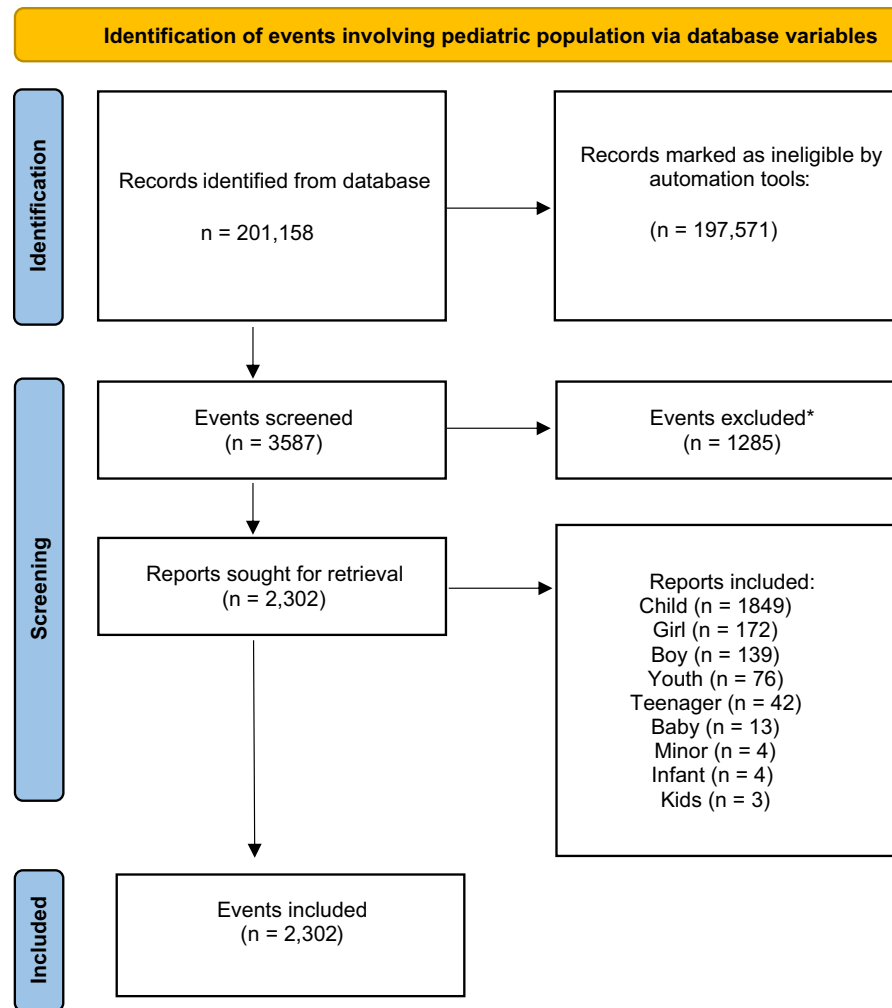 Identification of events involving pediatric population via database variables
Identification
Records identified from database
n = 201,158
Records marked as ineligible by
automation tools:
(n = 197,571)
Screening
Events screened
(n = 3587)
Events excluded*
(n = 1285)
Reports sought for retrieval
(n = 2,302)
Reports included:
Child (n = 1849)
Girl (n = 172)
Boy (n = 139)
Youth (n = 76)
Teenager (n = 42)
Baby (n = 13)
Minor (n = 4)
Infant (n = 4)
Kids (n = 3)
Included
Events included
(n = 2,302)